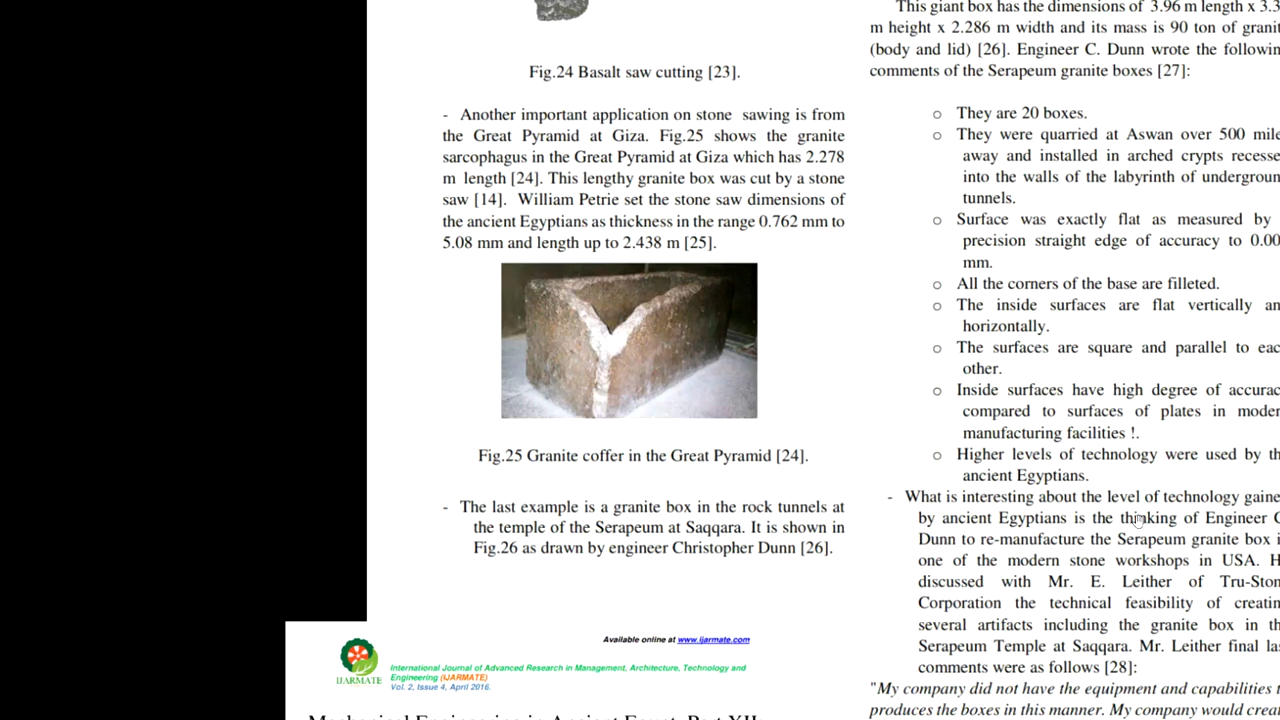 Fig.24 Basalt saw cutting [23].
- Another important application on stone sawing is from
the Great Pyramid at Giza. Fig.25 shows the granite
sarcophagus in the Great Pyramid at Giza which has 2.278
m length [24]. This lengthy granite box was cut by a stone
saw [14]. William Petrie set the stone saw dimensions of
the ancient Egyptians as thickness in the range 0.762 mm to
5.08 mm and length up to 2.438 m [25].
Fig.25 Granite coffer in the Great Pyramid [24].
- The last example is a granite box in the rock tunnels at
the temple of the Serapeum at Saqqara. It is shown in
Fig.26 as drawn by engineer Christopher Dunn [26].
This giant box has the dimensions of 3.96 m length x 3.3
m height x 2.286 m width and its mass is 90 ton of
(body and lid) [26]. Engineer C. Dunn wrote the
comments of the Serapeum granite boxes [27]:
o They are 20 boxes.
o They were quarried at Aswan over 500
away and installed in arched crypts
into the walls of the labyrinth of
tunnels.
o Surface was exactly flat as measured by
precision straight edge of accuracy to 0.00
mm.
o All the corners of the base are filleted.
o The inside surfaces are flat vertically
horizontally.
o The surfaces are square and parallel to
other.
o Inside surfaces have high degree of
compared to surfaces of plates in
manufacturing facilities !.
o Higher levels of technology were used by
ancient Egyptians.
- What is interesting about the level of technology
by ancient Egyptians is the thinking of Engineer
Dunn to re-manufacture the Serapeum granite box
one of the modern stone workshops in USA.
discussed with Mr. E. Leither of
Corporation the technical feasibility of
several artifacts including the granite box in
Serapeum Temple at Saqqara. Mr. Leither final
comments were as follows [28]:
"My company did not have the equipment and capabilities
produces the boxes in this manner. My company would
Available online at www.ijarmate.com
IJARMATE
International Journal of Advanced Research in Management, Architecture, Technology and
Engineering (IJARMATE)
Vol. 2, Issue 4, April 2016.
Mechanical Engineering in Ancient Egypt, Part XII: